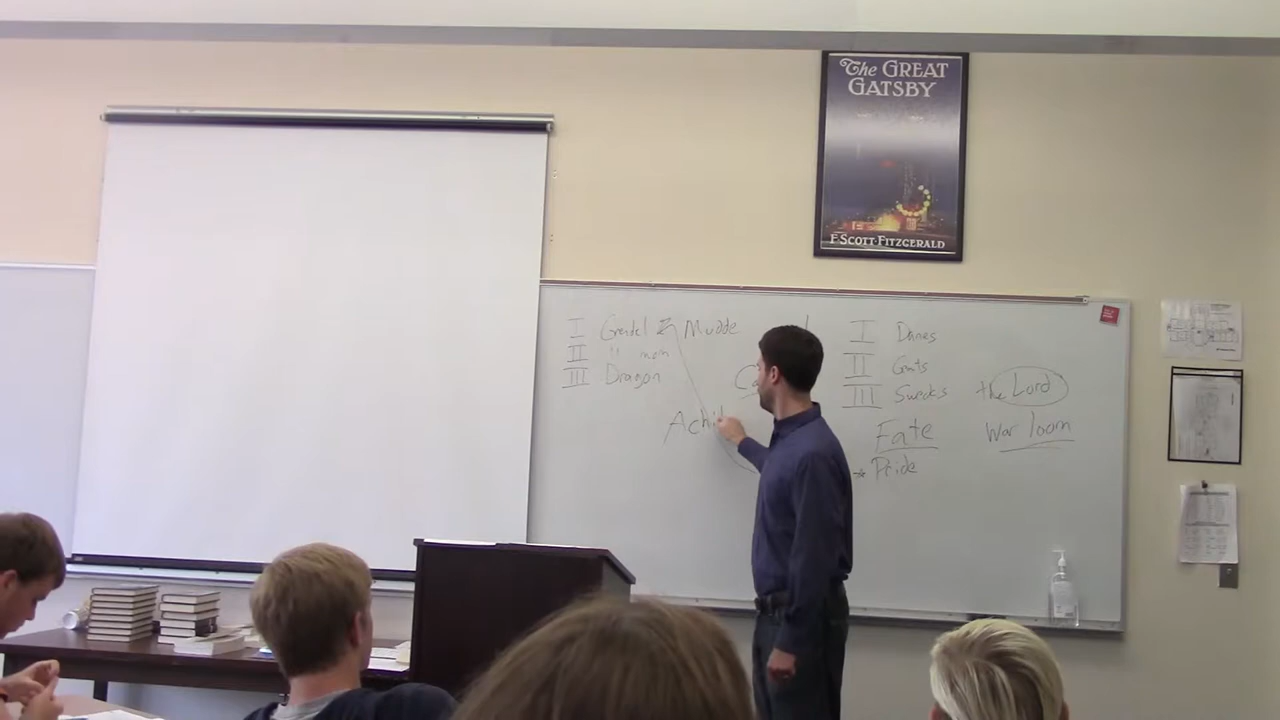 The GREAT
GATSBY
F. SCOTT FITZGERALD
I Grendel Mudde
II " mom
III Dragon
Achil
I Danes
II Geats
III Swedes
the Lord
Fate
War loom
* Pride